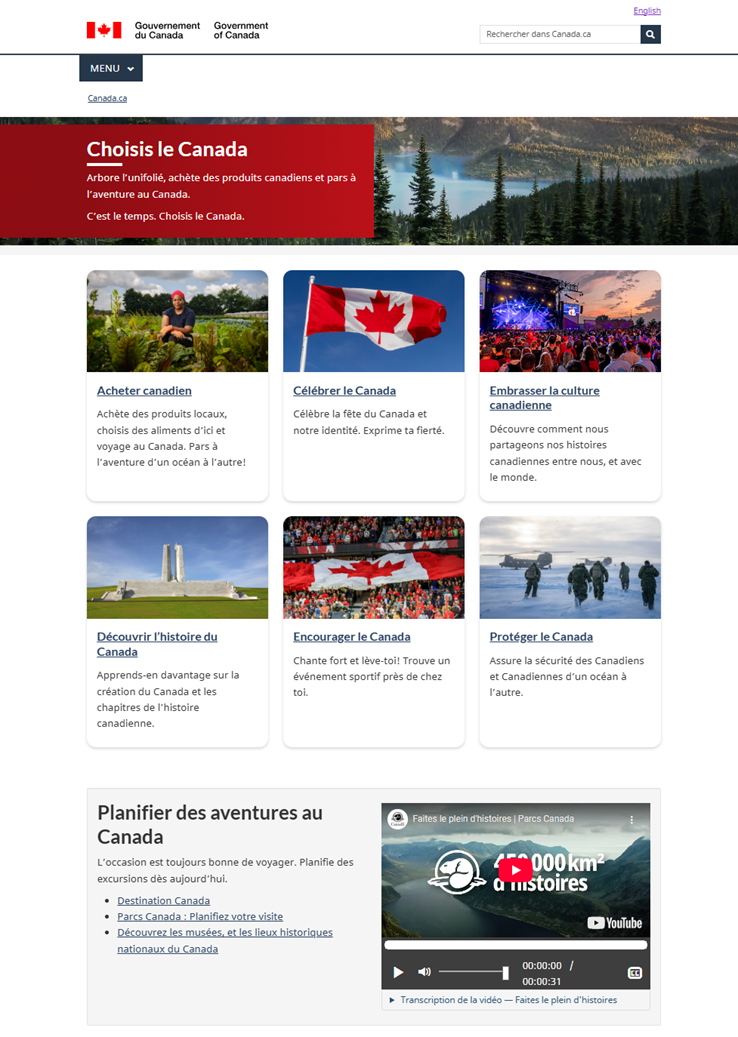 English
Gouvernement
du Canada
Government
of Canada
Rechercher dans Canada.ca
MENU
Canada.ca
Choisis le Canada
Arbore l'unifolié, achète des produits canadiens et pars à
l'aventure au Canada.
C'est le temps. Choisis le Canada.
Acheter canadien
Achète des produits locaux,
choisis des aliments d'ici et
voyage au Canada. Pars à
l'aventure d'un océan à l'autre!
Célébrer le Canada
Célèbre la fête du Canada et
notre identité. Exprime ta fierté.
Embrasser la culture
canadienne
Découvre comment nous
partageons nos histoires
canadiennes entre nous, et avec
le monde.
Découvrir l'histoire du
Canada
Apprends-en davantage sur la
création du Canada et les
chapitres de l'histoire
canadienne.
Encourager le Canada
Chante fort et lève-toi! Trouve un
événement sportif près de chez
toi.
Protéger le Canada
Assure la sécurité des Canadiens
et Canadiennes d'un océan à
l'autre.
Planifier des aventures au
Canada
L'occasion est toujours bonne de voyager. Planifie des
excursions dès aujourd'hui.
Destination Canada
Parcs Canada : Planifiez votre visite
Découvrez les musées, et les lieux historiques
nationaux du Canada
Faites le plein d'histoires | Parcs Canada
450 000 km²
d'histoires
YouTube
00:00:00 /
00:00:31
CC
Transcription de la vidéo — Faites le plein d'histoires